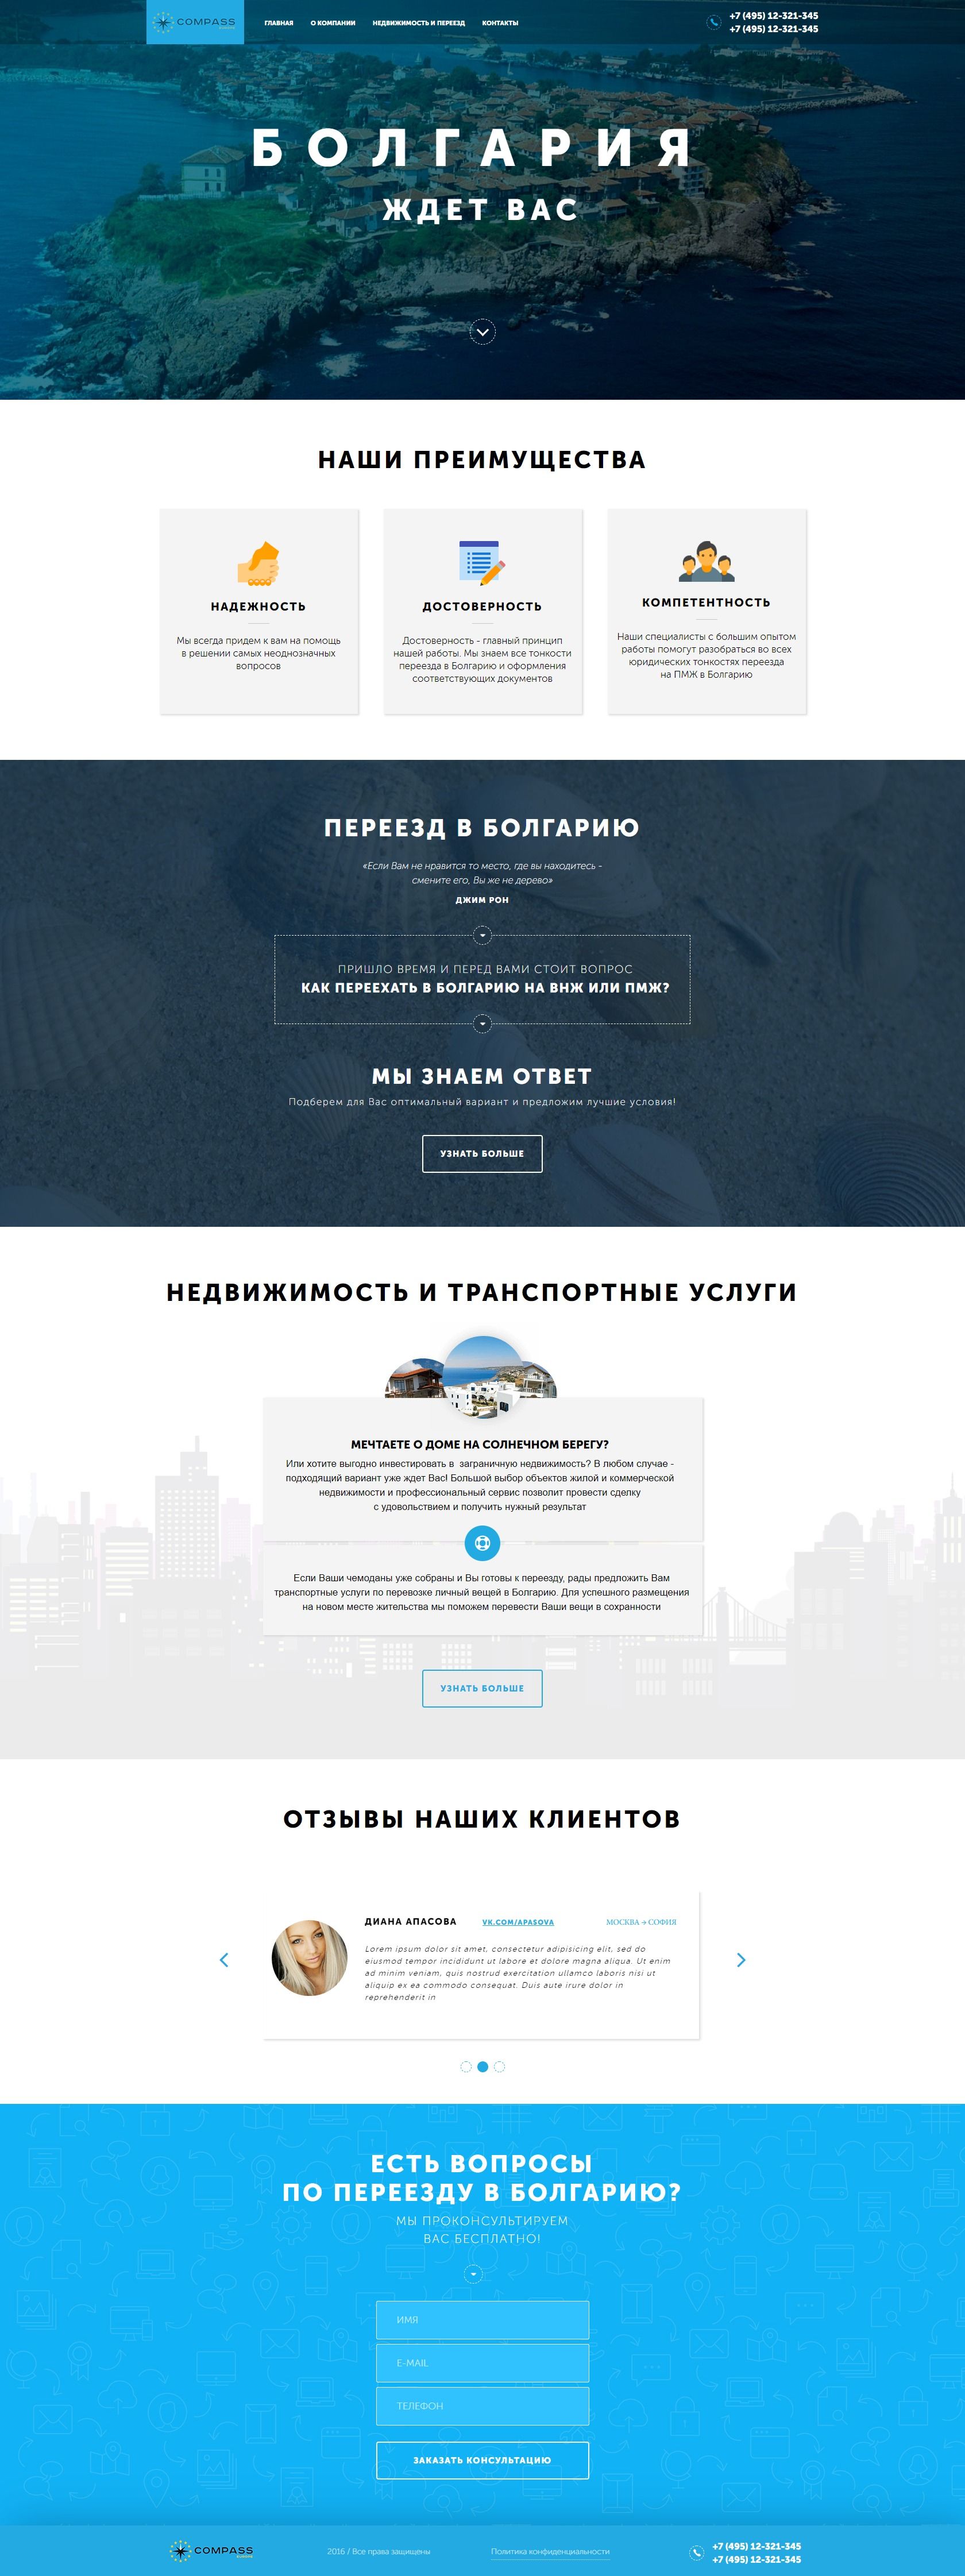 COMPASS
ГЛАВНАЯ
О КОМПАНИИ
НЕДВИЖИМОСТЬ И ПЕРЕЕЗД
КОНТАКТЫ
+7 (495) 12-321-345
+7 (495) 12-321-345
БОЛГАРИЯ
ЖДЕТ ВАС
НАШИ ПРЕИМУЩЕСТВА
НАДЕЖНОСТЬ
Мы всегда придем к вам на помощь
в решении самых неоднозначных
вопросов
ДОСТОВЕРНОСТЬ
Достоверность - главный принцип
нашей работы. Мы знаем все тонкости
переезда в Болгарию и оформления
соответствующих документов
КОМПЕТЕНТНОСТЬ
Наши специалисты с большим опытом
работы помогут разобраться во всех
юридических тонкостях переезда
на ПМЖ в Болгарию
ПЕРЕЕЗД В БОЛГАРИЮ
«Если Вам не нравится то место, где вы находитесь -
смените его, Вы же не дерево»
ДЖИМ РОН
ПРИШЛО ВРЕМЯ И ПЕРЕД ВАМИ СТОИТ ВОПРОС
КАК ПЕРЕЕХАТЬ В БОЛГАРИЮ НА ВНЖ ИЛИ ПМЖ?
МЫ ЗНАЕМ ОТВЕТ
Подберем для Вас оптимальный вариант и предложим лучшие условия!
УЗНАТЬ БОЛЬШЕ
НЕДВИЖИМОСТЬ И ТРАНСПОРТНЫЕ УСЛУГИ
МЕЧТАЕТЕ О ДОМЕ НА СОЛНЕЧНОМ БЕРЕГУ?
Или хотите выгодно инвестировать в заграничную недвижимость? В любом случае -
подходящий вариант уже ждет Вас! Большой выбор объектов жилой и коммерческой
недвижимости и профессиональный сервис позволит провести сделку
с удовольствием и получить нужный результат
Если Ваши чемоданы уже собраны и Вы готовы к переезду, рады предложить Вам
транспортные услуги по перевозке личный вещей в Болгарию. Для успешного размещения
на новом месте жительства мы поможем перевести Ваши вещи в сохранности
УЗНАТЬ БОЛЬШЕ
ОТЗЫВЫ НАШИХ КЛИЕНТОВ
ДИАНА АПАСОВА
VK.COM/APASOVA
МОСКВА → СОФИЯ
Lorem ipsum dolor sit amet, consectetur adipisicing elit, sed do
eiusmod tempor incididunt ut labore et dolore magna aliqua. Ut enim
ad minim veniam, quis nostrud exercitation ullamco laboris nisi ut
aliquip ex ea commodo consequat. Duis aute irure dolor in
reprehenderit in
ЕСТЬ ВОПРОСЫ
ПО ПЕРЕЕЗДУ В БОЛГАРИЮ?
МЫ ПРОКОНСУЛЬТИРУЕМ
ВАС БЕСПЛАТНО!
ИМЯ
E-MAIL
ТЕЛЕФОН
ЗАКАЗАТЬ КОНСУЛЬТАЦИЮ
COMPASS
2016 / Все права защищены
Политика конфиденциальности
+7 (495) 12-321-345
+7 (495) 12-321-345